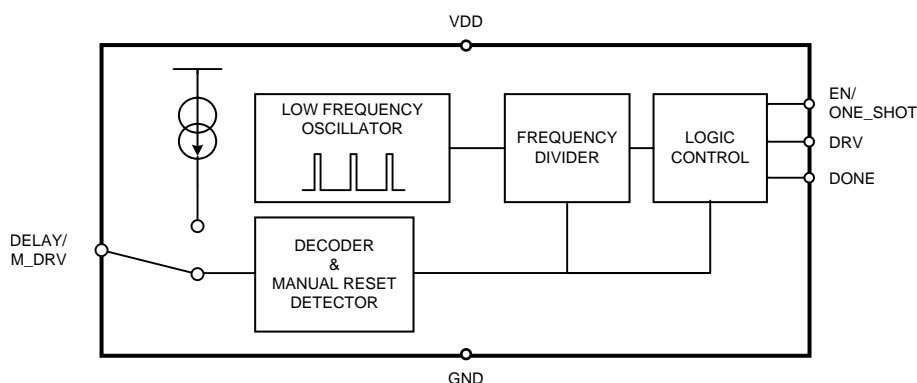 VDD
EN/
ONE_SHOT
LOW FREQUENCY
OSCILLATOR
FREQUENCY
DIVIDER
LOGIC
CONTROL
DRV
DONE
DELAY/
M_DRV
DECODER
&
MANUAL RESET
DETECTOR
GND